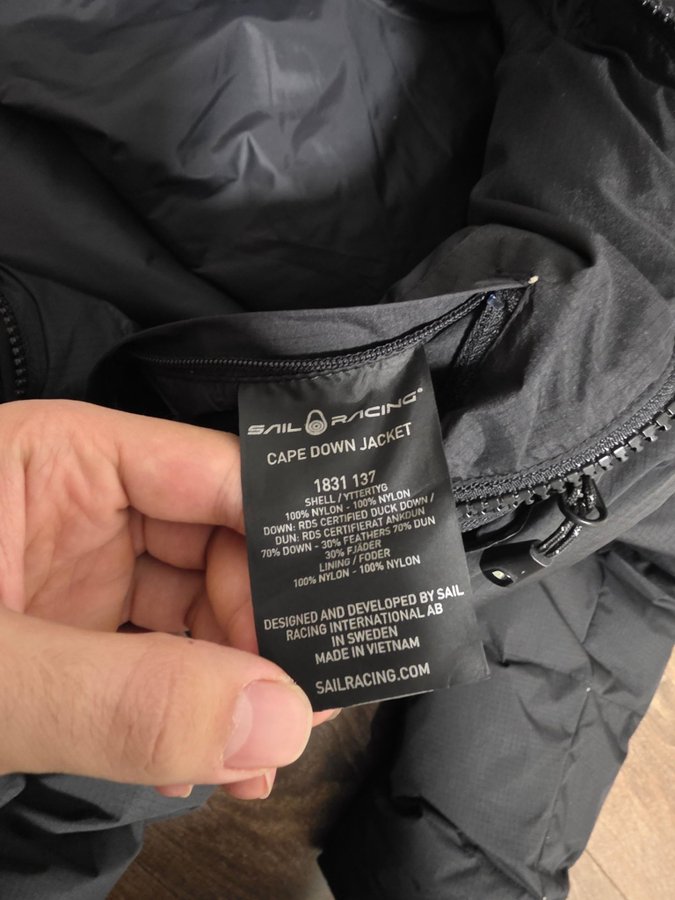 SAIL RACING®
CAPE DOWN JACKET
1831 137
SHELL / YTTERTYG
100% NYLON - 100% NYLON
DOWN: RDS CERTIFIED DUCK DOWN /
DUN: RDS CERTIFIERAT ANKDUN
70% DOWN - 30% FEATHERS 70% DUN
30% FJÄDER
LINING / FODER
100% NYLON - 100% NYLON
DESIGNED AND DEVELOPED BY SAIL
RACING INTERNATIONAL AB
IN SWEDEN
MADE IN VIETNAM
SAILRACING.COM